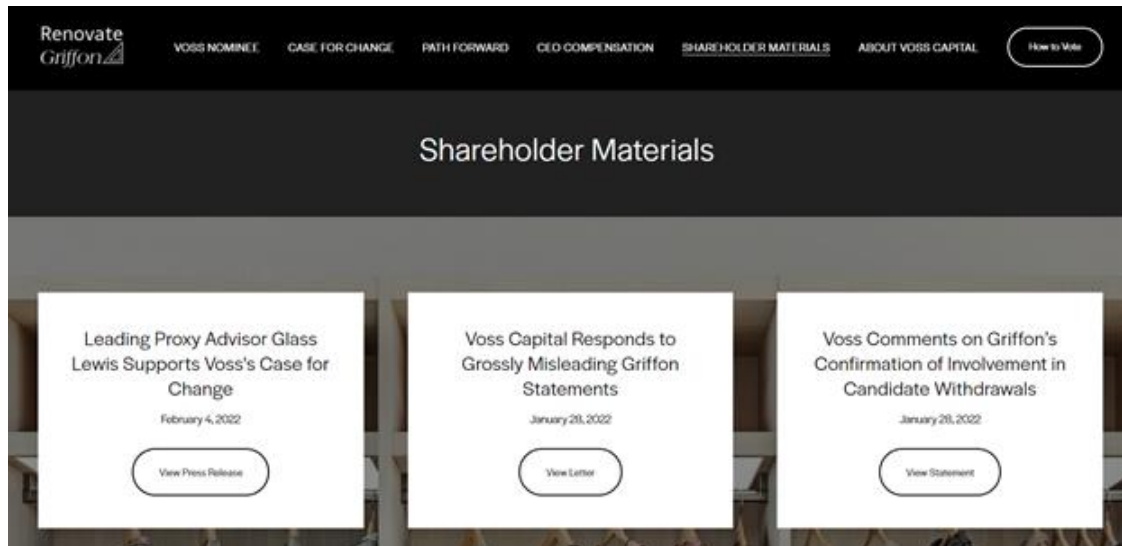 Renovate
Griffon
VOSS NOMINEE CASE FOR CHANGE PATH FORWARD CEO COMPENSATION SHAREHOLDER MATERIALS ABOUT VOSS CAPITAL How to Vote
Shareholder Materials
Leading Proxy Advisor Glass
Lewis Supports Voss's Case for
Change
February 4, 2022
View Press Release
Voss Capital Responds to
Grossly Misleading Griffon
Statements
January 28, 2022
View Letter
Voss Comments on Griffon's
Confirmation of Involvement in
Candidate Withdrawals
January 28, 2022
View Statement